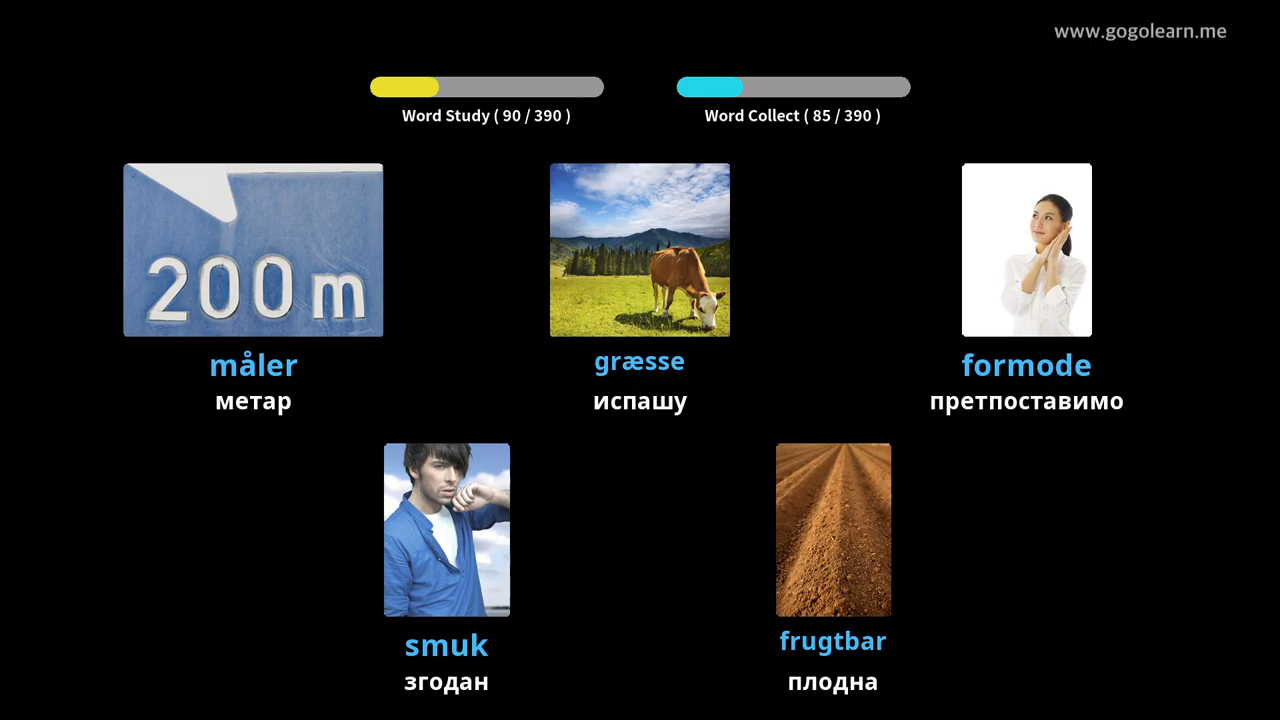 www.gogolearn.me
Word Study ( 90 / 390 )
Word Collect ( 85 / 390 )
200 m
måler
метар
græsse
испашу
formode
претпоставимо
smuk
згодан
frugtbar
плодна